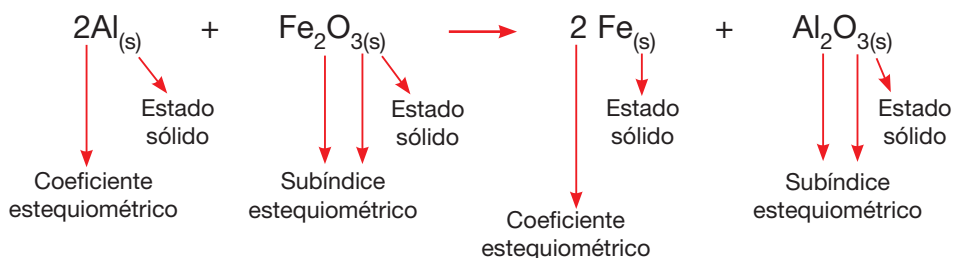 2Al(s) + Fe2O3(s) 2 Fe(s) + Al2O3(s)
Estado
sólido
Estado
sólido
Estado
sólido
Estado
sólido
Coeficiente
estequiométrico
Subíndice
estequiométrico
Coeficiente
estequiométrico
Subíndice
estequiométrico